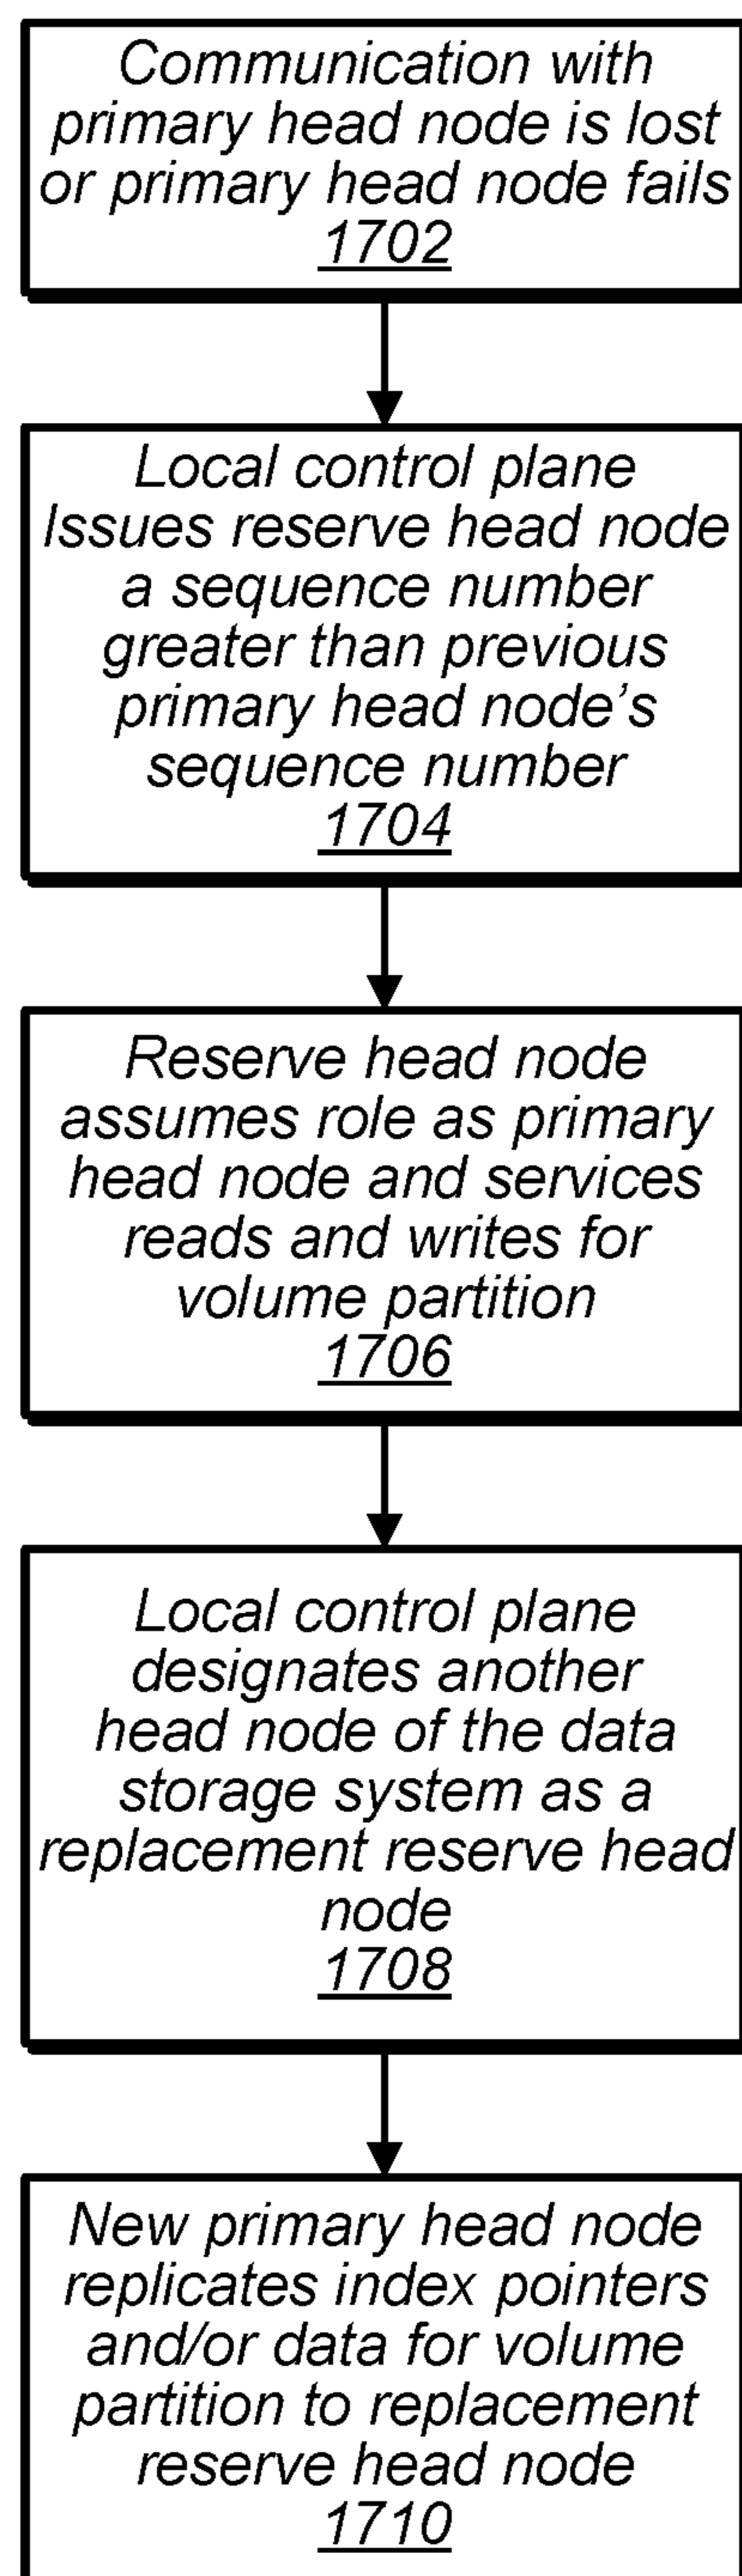 Communication with
primary head node is lost
or primary head node fails
1702
Local control plane
Issues reserve head node
a sequence number
greater than previous
primary head node's
sequence number
1704
Reserve head node
assumes role as primary
head node and services
reads and writes for
volume partition
1706
Local control plane
designates another
head node of the data
storage system as a
replacement reserve head
node
1708
New primary head node
replicates index pointers
and/or data for volume
partition to replacement
reserve head node
1710